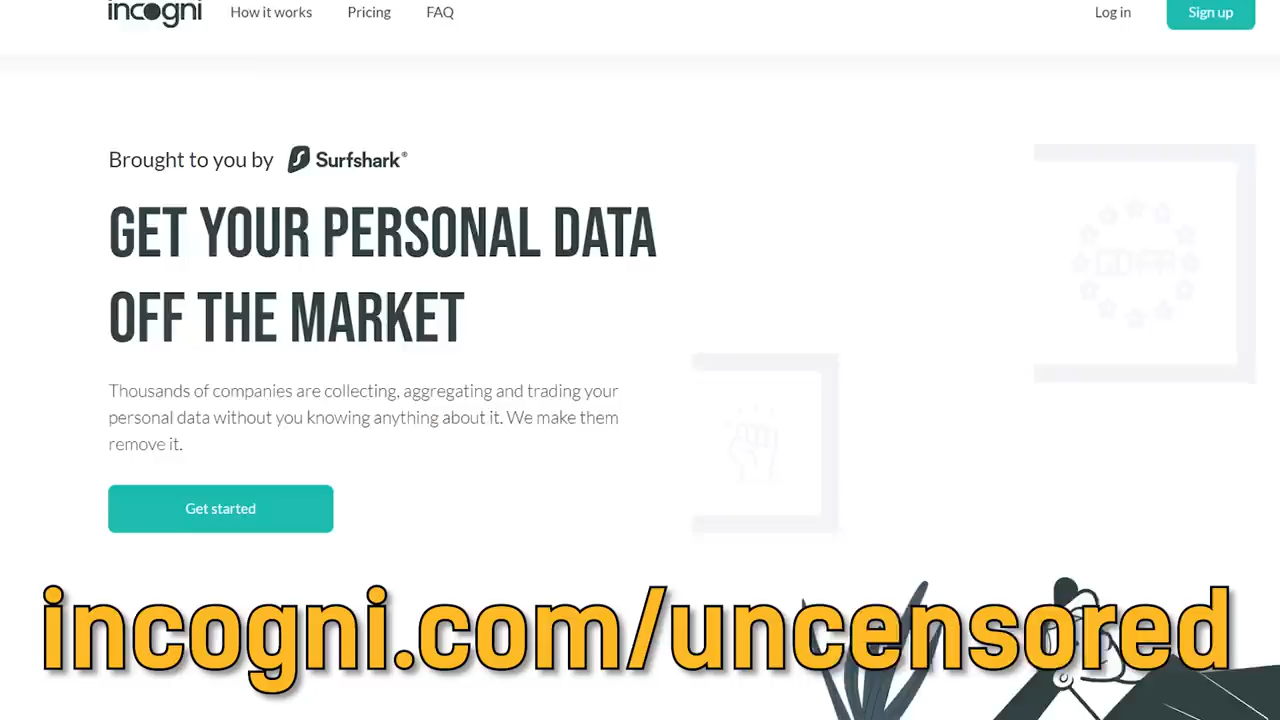 incogni
How it works
Pricing
FAQ
Log in
Sign up
Brought to you by Surfshark®
GET YOUR PERSONAL DATA
OFF THE MARKET
Thousands of companies are collecting, aggregating and trading your
personal data without you knowing anything about it. We make them
remove it.
Get started
incogni.com/uncensored